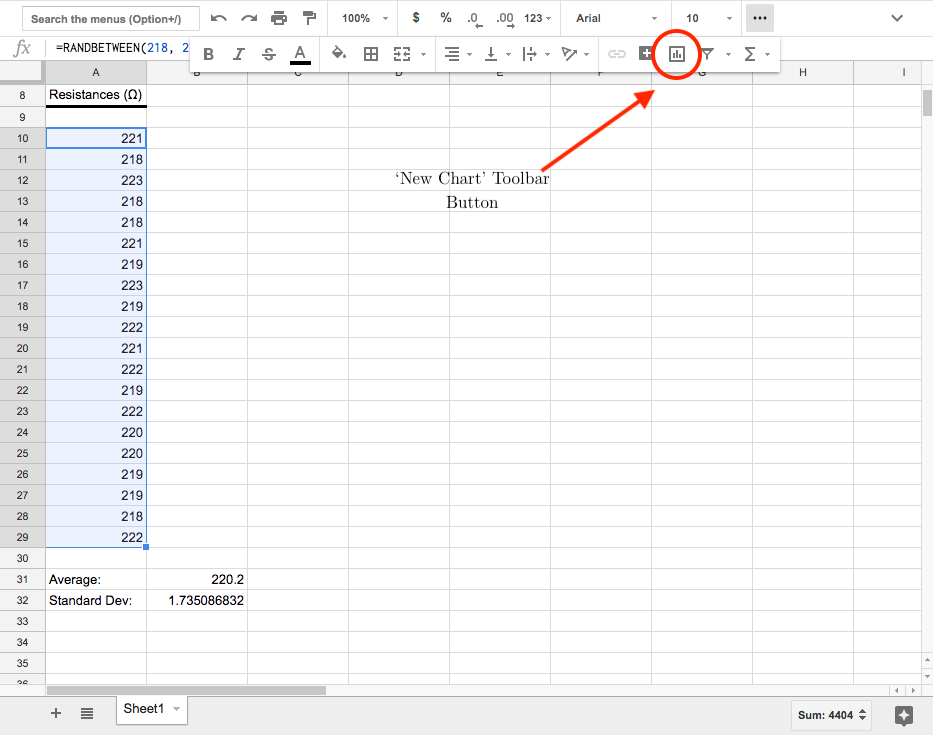 Search the menus (Option+/) 100% $ % .0 .00 123 Arial 10
fx =RANDBETWEEN(218, 2 B I S A Σ
A B C D E F G H I
8 Resistances (Ω)
9
10 221
11 218
12 223
13 218
14 218
15 221
16 219
17 223
18 219
19 222
20 221
21 222
22 219
23 222
24 220
25 220
26 219
27 219
28 218
29 222
30
31 Average: 220.2
32 Standard Dev: 1.735086832
33
34
35
36
‘New Chart’ Toolbar
Button
Sheet1 Sum: 4404